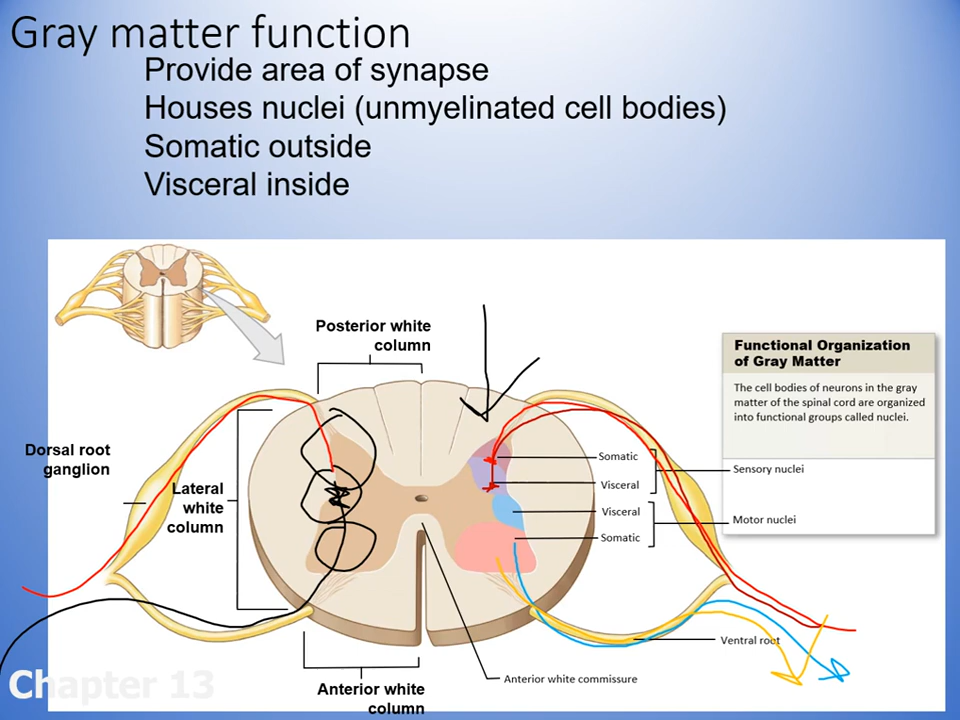 Gray matter function
Provide area of synapse
Houses nuclei (unmyelinated cell bodies)
Somatic outside
Visceral inside
Posterior white
column
Functional Organization
of Gray Matter
The cell bodies of neurons in the gray
matter of the spinal cord are organized
into functional groups called nuclei.
Dorsal root
ganglion
Lateral
white
column
Somatic
Visceral
Visceral
Somatic
Sensory nuclei
Motor nuclei
Ventral root
Anterior white commissure
Anterior white
column
Chapter 13